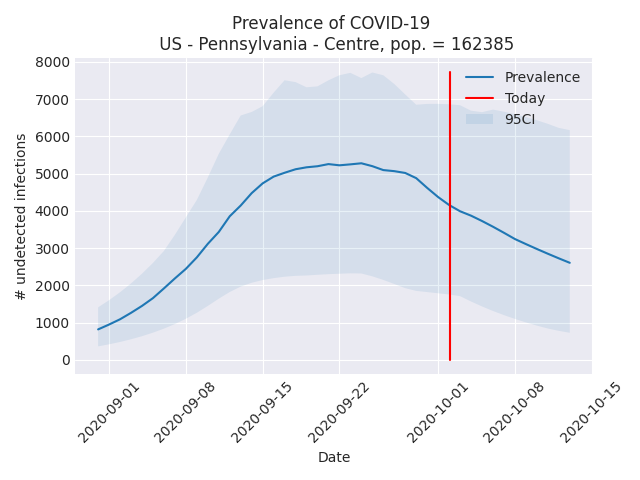 Prevalence of COVID-19
US - Pennsylvania - Centre, pop. = 162385
8000
7000
6000
5000
4000
3000
2000
1000
0
# undetected infections
Prevalence
Today
95CI
2020-09-01
2020-09-08
2020-09-15
2020-09-22
2020-10-01
2020-10-08
2020-10-15
Date